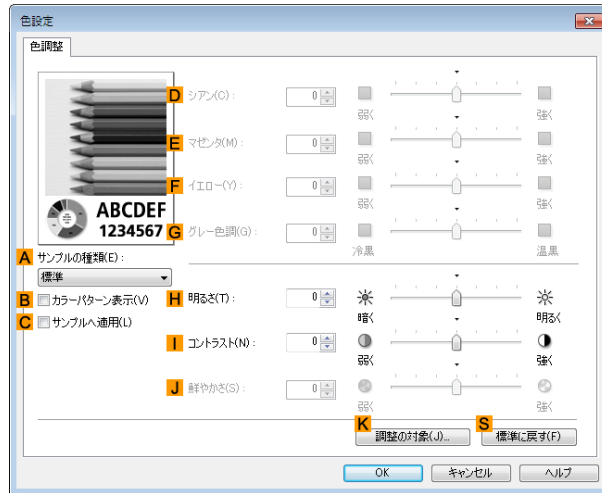 色設定
色調整
D シアン(C): 0 弱く 強く
E マゼンタ(M): 0 弱く 強く
F イエロー(Y): 0 弱く 強く
ABCDEF
1234567
G グレー色調(G): 0 冷黒 温黒
A サンプルの種類(E):
標準
B カラーパターン表示(V)
C サンプルへ適用(L)
H 明るさ(T): 0 暗く 明るく
I コントラスト(N): 0 弱く 強く
J 鮮やかさ(S): 0 弱く 強く
K 調整の対象(J)...
S 標準に戻す(F)
OK キャンセル ヘルプ